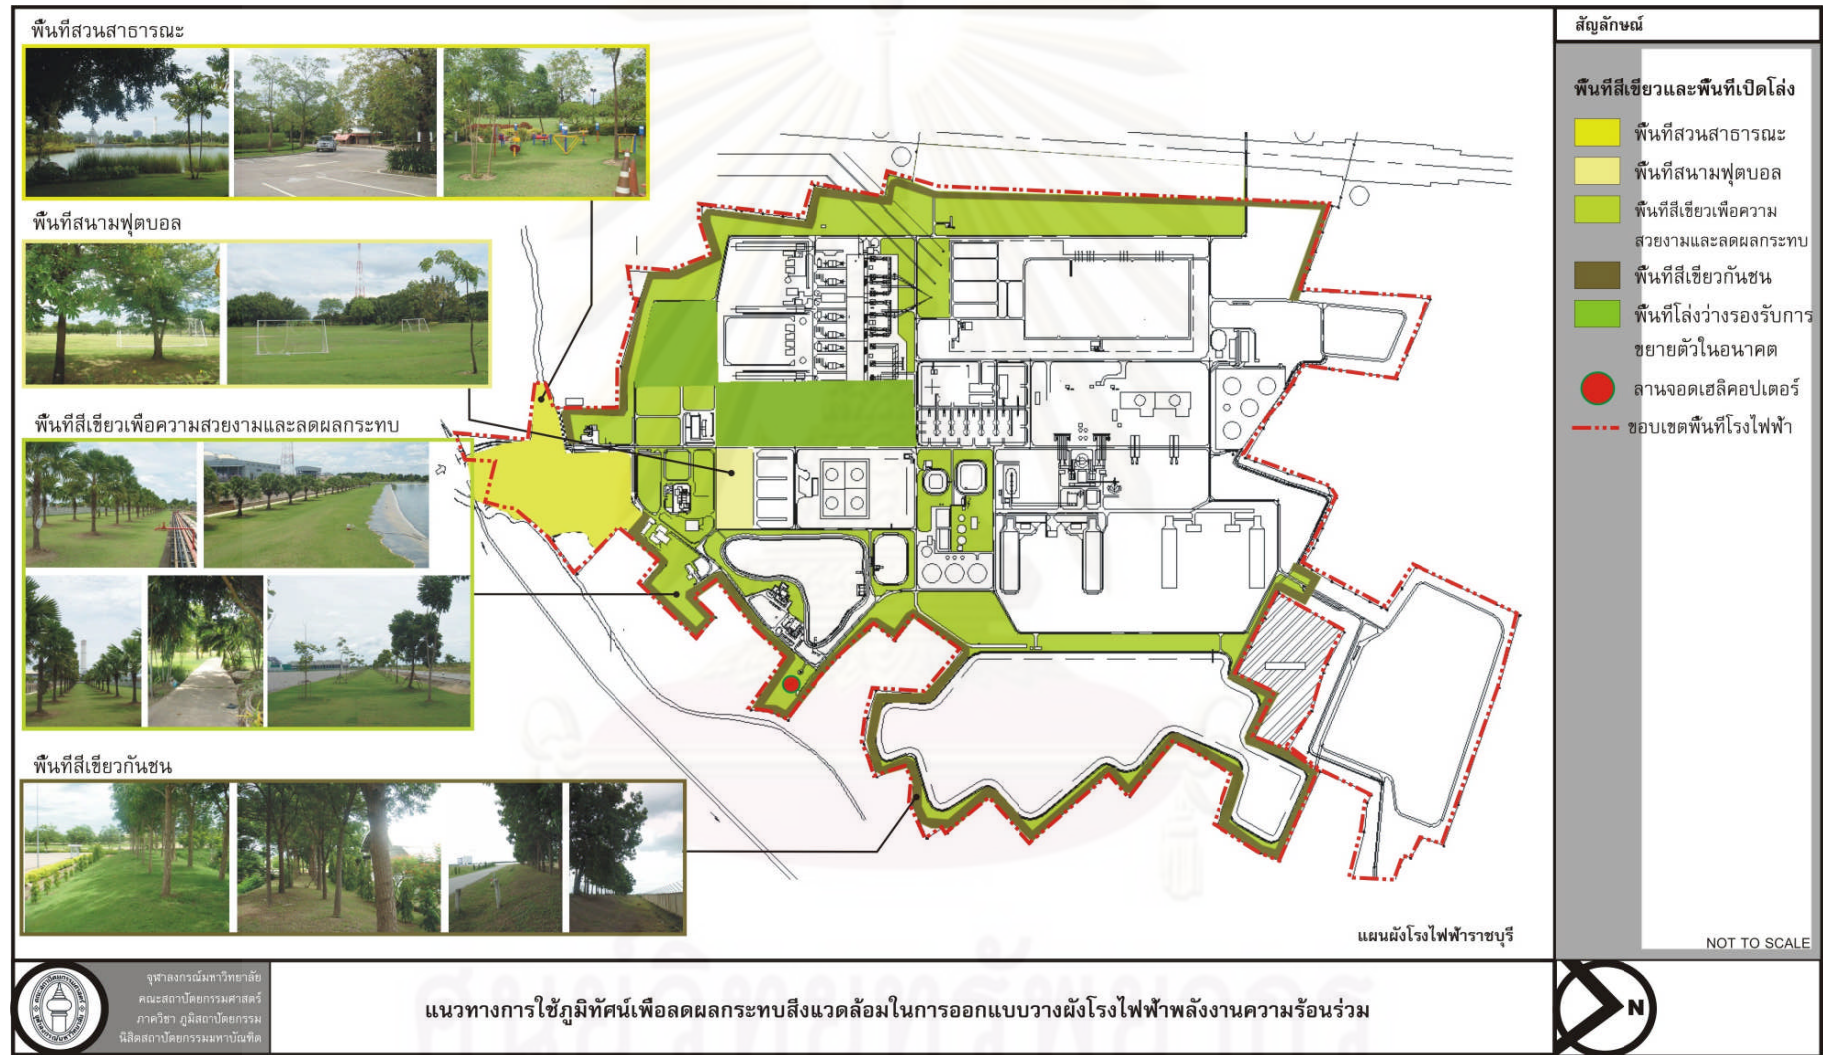 พื้นที่สวนสาธารณะ
พื้นที่สนามฟุตบอล
พื้นที่สีเขียวเพื่อความสวยงามและลดผลกระทบ
พื้นที่สีเขียวกันชน
แผนผังโรงไฟฟ้าราชบุรี
สัญลักษณ์
พื้นที่สีเขียวและพื้นที่เปิดโล่ง
พื้นที่สวนสาธารณะ
พื้นที่สนามฟุตบอล
พื้นที่สีเขียวเพื่อความ
สวยงามและลดผลกระทบ
พื้นที่สีเขียวกันชน
พื้นที่โล่งว่างรองรับการ
ขยายตัวในอนาคต
ลานจอดเฮลิคอปเตอร์
ขอบเขตพื้นที่โรงไฟฟ้า
NOT TO SCALE
จุฬาลงกรณ์มหาวิทยาลัย
คณะสถาปัตยกรรมศาสตร์
ภาควิชา ภูมิสถาปัตยกรรม
นิสิตสถาปัตยกรรมมหาบัณฑิต
แนวทางการใช้ภูมิทัศน์เพื่อลดผลกระทบสิ่งแวดล้อมในการออกแบบวางผังโรงไฟฟ้าพลังงานความร้อนร่วม
N
ศูนย์วิทยทรัพยากร